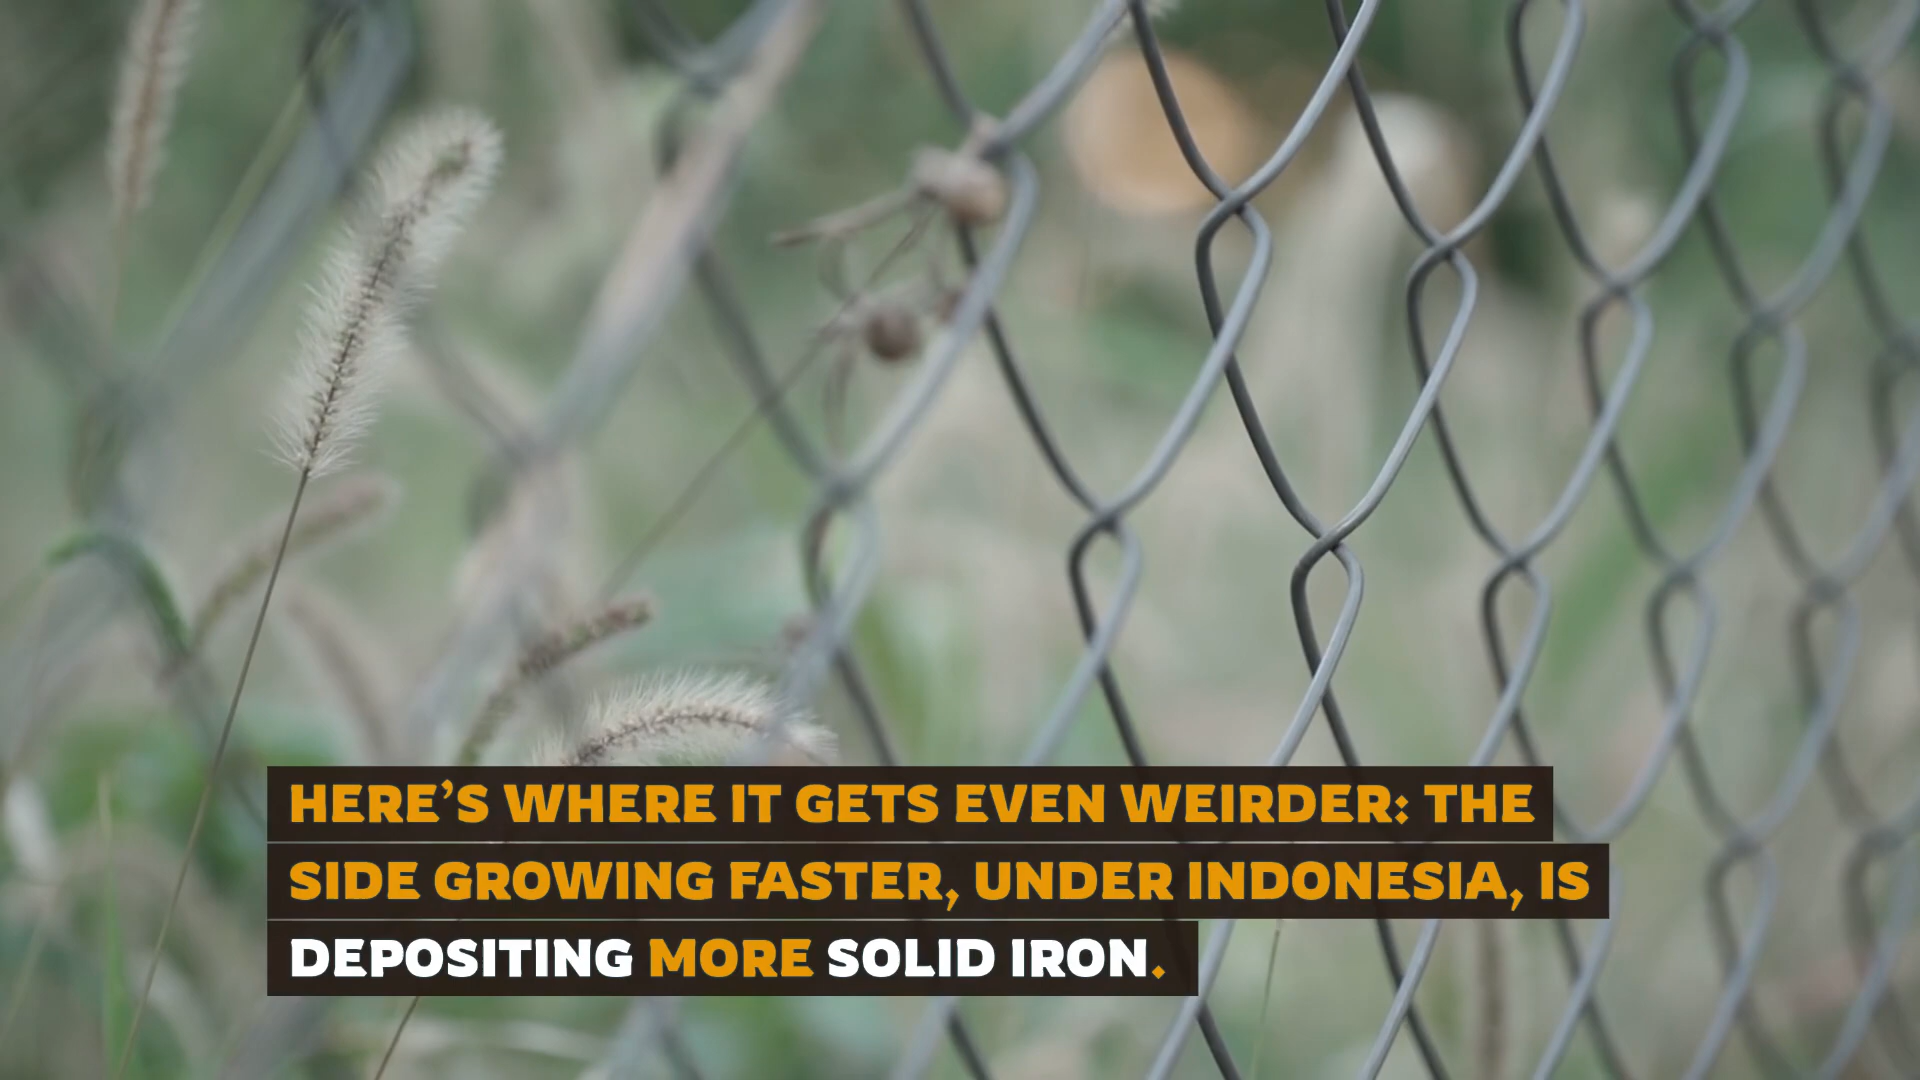 HERE’S WHERE IT GETS EVEN WEIRDER: THE
SIDE GROWING FASTER, UNDER INDONESIA, IS
DEPOSITING MORE SOLID IRON.